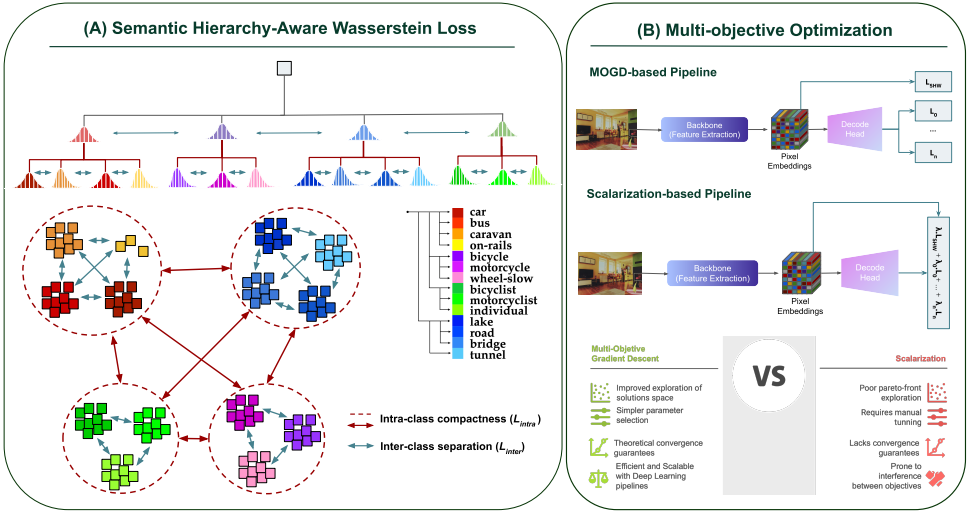 (A) Semantic Hierarchy-Aware Wasserstein Loss
car
bus
caravan
on-rails
bicycle
motorcycle
wheel-slow
bicyclist
motorcyclist
individual
lake
road
bridge
tunnel
Intra-class compactness (Lintra)
Inter-class separation (Linter)
(B) Multi-objective Optimization
MOGD-based Pipeline
LSHW
L0
...
Ln
Backbone
(Feature Extraction)
Pixel
Embeddings
Decode
Head
Scalarization-based Pipeline
Backbone
(Feature Extraction)
Pixel
Embeddings
Decode
Head
λLSHW + λ0L0 + ... + λnLn
Multi-Objetive
Gradient Descent
Improved exploration of
solutions space
Simpler parameter
selection
Theoretical convergence
guarantees
Efficient and Scalable
with Deep Learning
pipelines
VS
Scalarization
Poor pareto-front
exploration
Requires manual
tunning
Lacks convergence
guarantees
Prone to
interference
between objectives